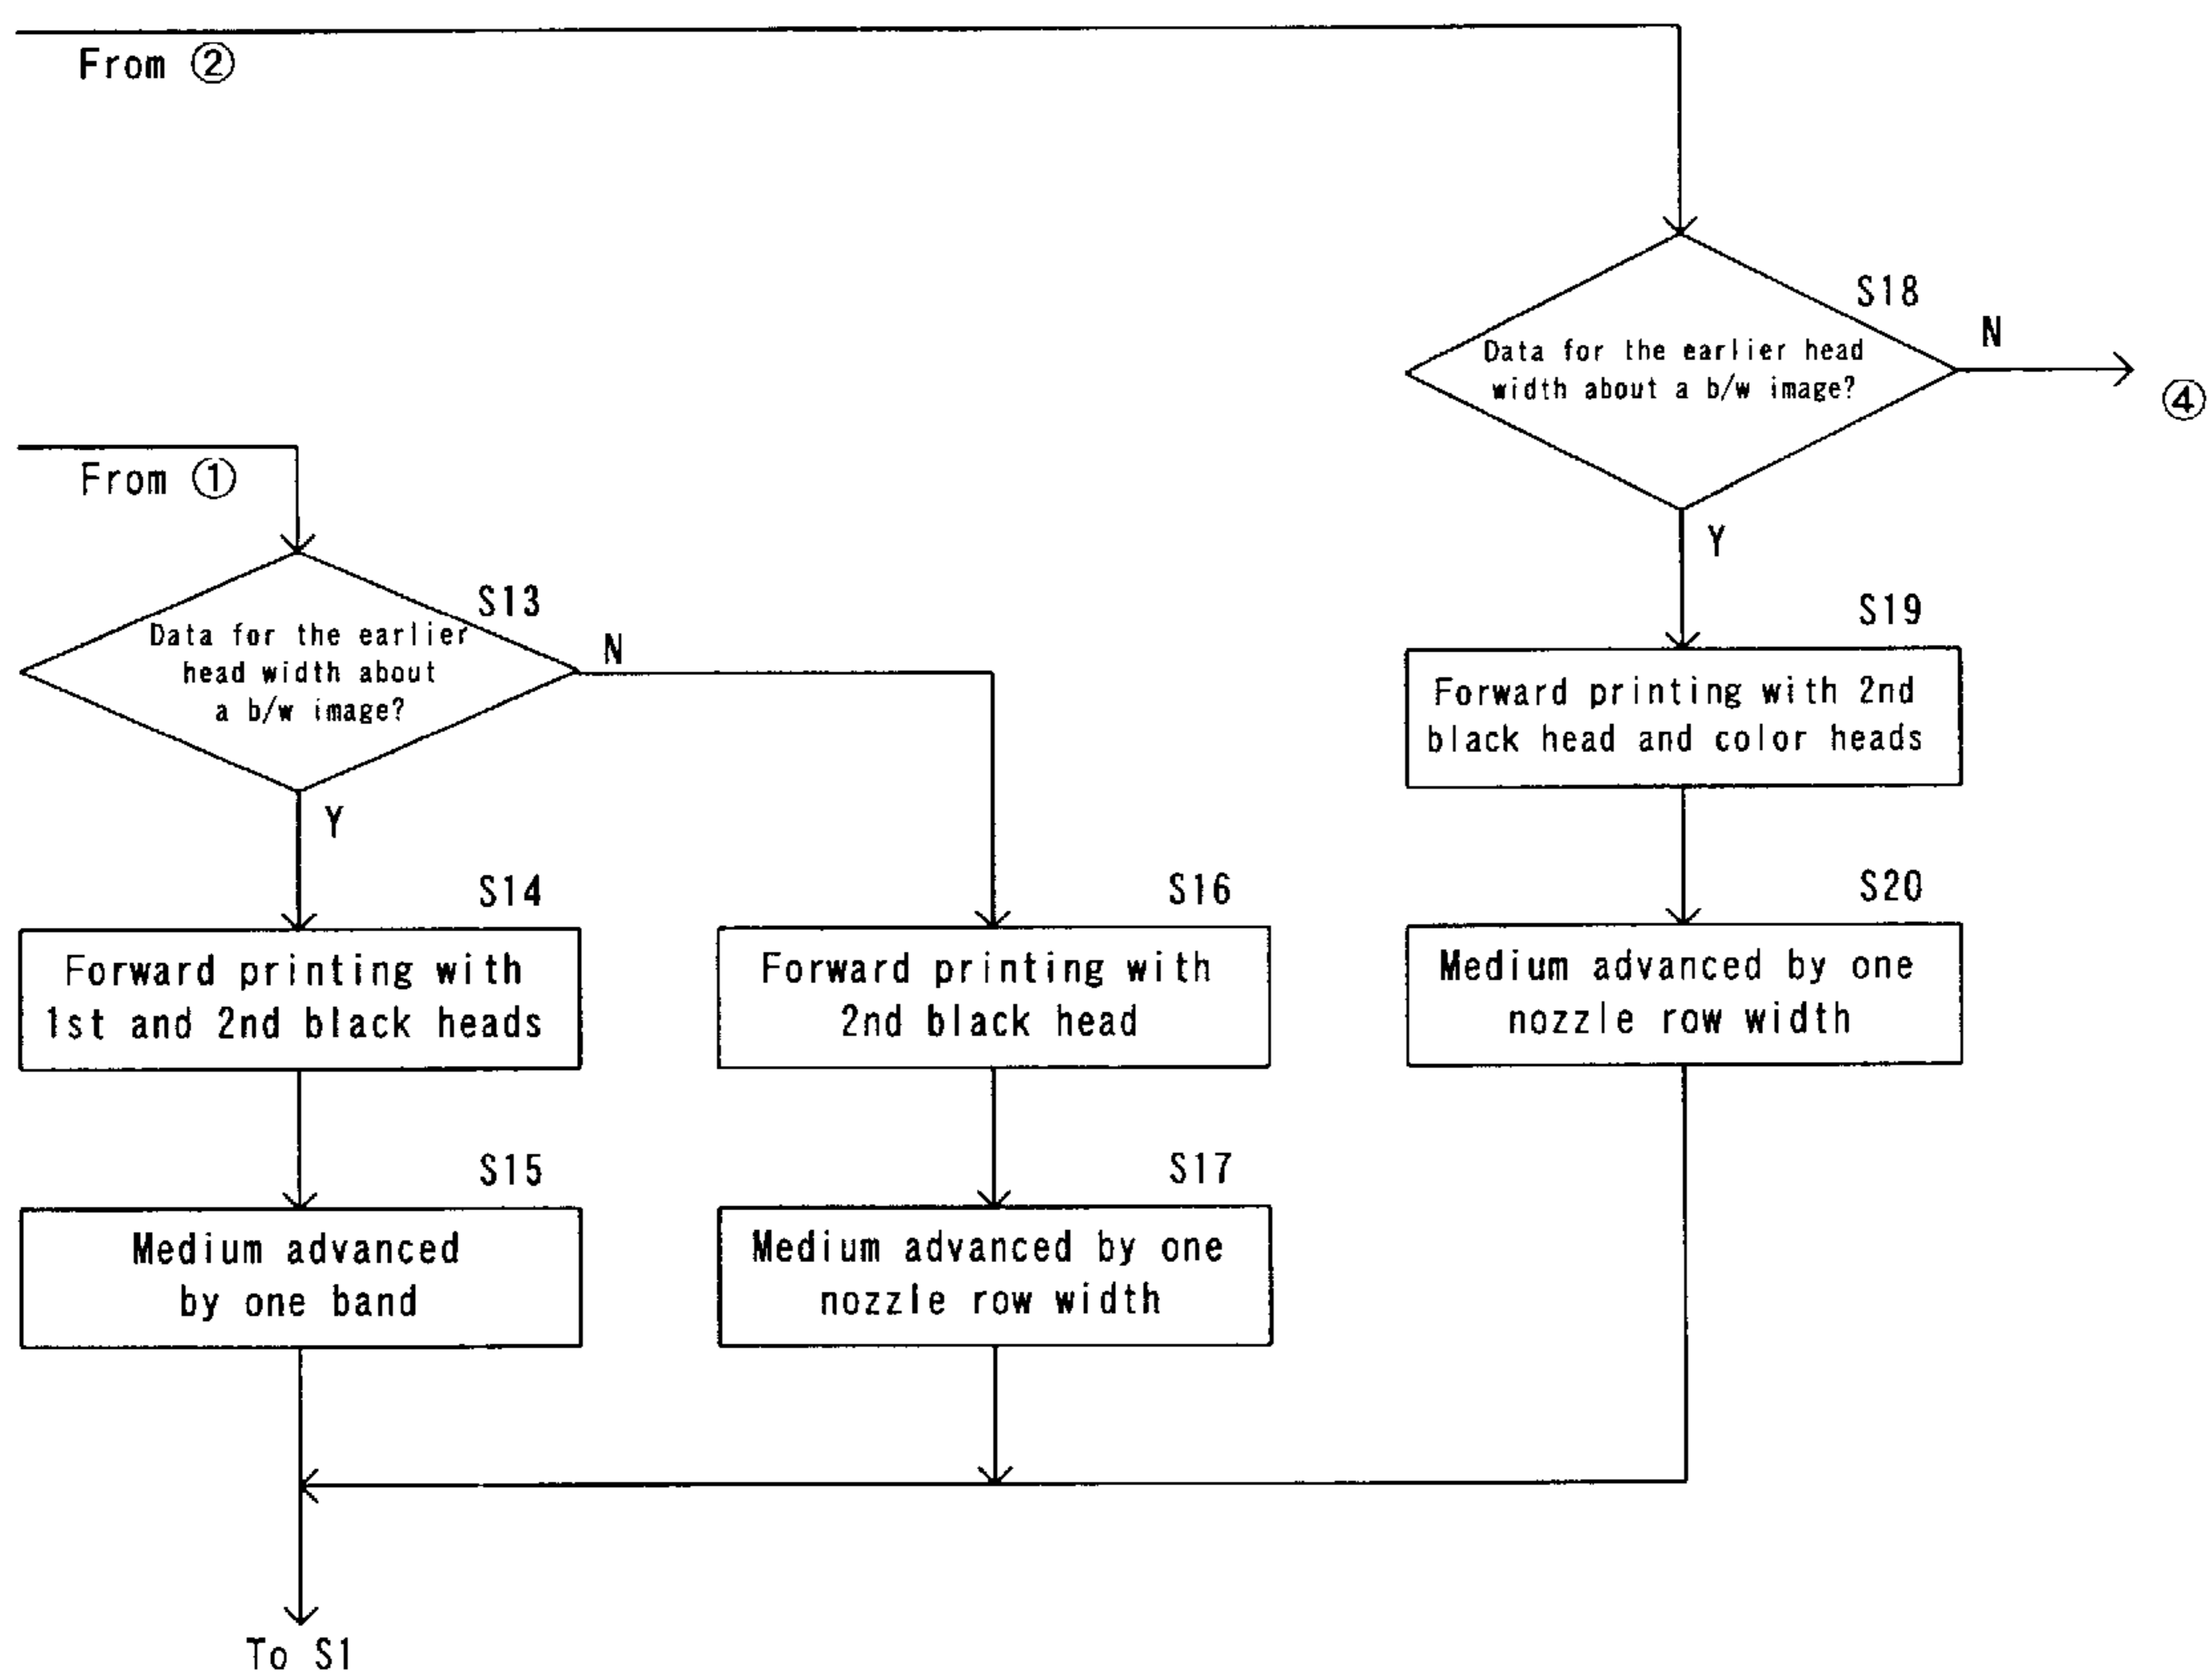 From ②
S18
Data for the earlier head
width about a b/w image?
N
④
Y
From ①
S13
Data for the earlier
head width about
a b/w image?
N
Y
S19
Forward printing with 2nd
black head and color heads
S14
Forward printing with
1st and 2nd black heads
S16
Forward printing with
2nd black head
S20
Medium advanced by one
nozzle row width
S15
Medium advanced
by one band
S17
Medium advanced by one
nozzle row width
To S1